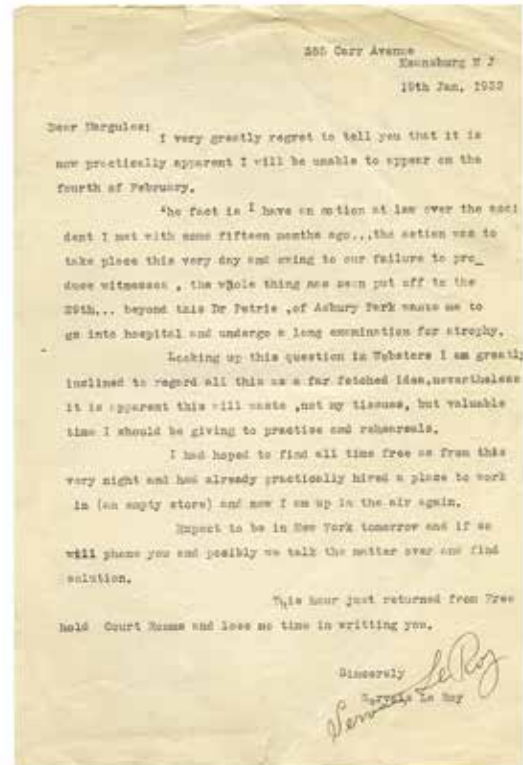 385 Carr Avenue
Keansburg N J
19th Jan, 1932
Dear Margules:
I very greatly regret to tell you that it is
now practically apparent I will be unable to appear on the
fourth of February.
The fact is I have an action at law over the acci
dent I met with some fifteen months ago...the action was to
take place this very day and owing to our failure to pro_
duce witnesses , the whole thing has been put off to the
29th... beyond this Dr Petrie ,of Asbury Park wants me to
go into hospital and undergo a long examination for atrophy.
Looking up this question in Websters I am greatly
inclined to regard all this as a far fetched idea,nevertheless
it is apparent this will waste ,not my tissues, but valuable
time I should be giving to practise and rehearsals.
I had hoped to find all time free as from this
very night and had already practically hired a place to work
in (an empty store) and now I am up in the air again.
Expect to be in New York tomorrow and if so
will phone you and posibly we talk the matter over and find
solution.
This hour just returned from Free
hold Court Rooms and lose no time in writting you.
Sincerely
Servais Le Roy
Servais Le Roy